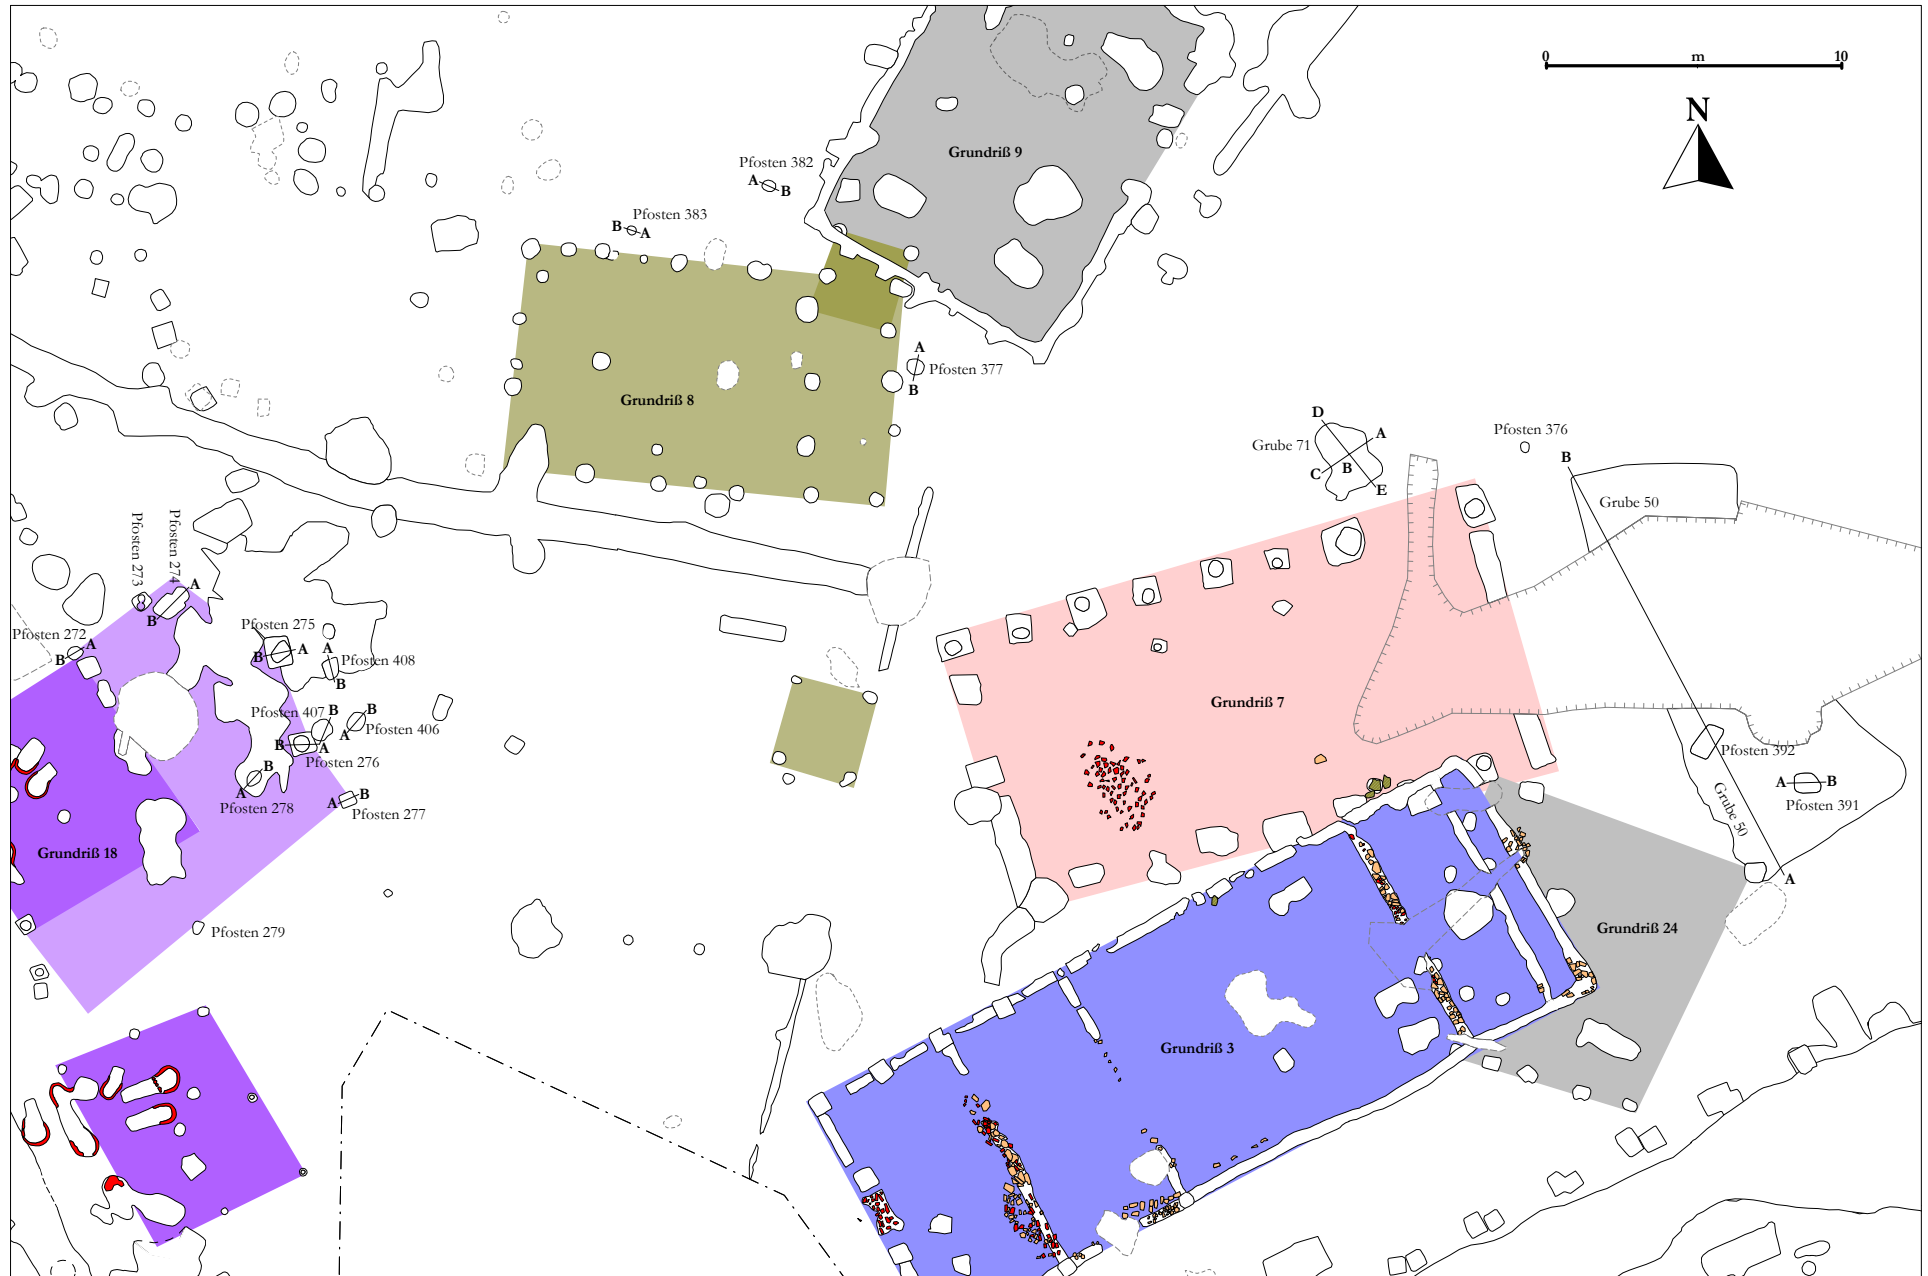 0 m 10
N
Grundriß 9
Pfosten 382
A B
Pfosten 383
B A
A
Pfosten 377
B
Grundriß 8
D
A
Grube 71
B
C
E
Pfosten 376
B
Grube 50
Pfosten 273
Pfosten 274
A
B
Pfosten 272
A
B
Pfosten 275
A
B
A
Pfosten 408
B
Pfosten 407
B
A
B
A
Pfosten 406
B
Pfosten 276
B
A
Pfosten 278
A
B
Pfosten 277
Grundriß 7
Pfosten 392
A B
Pfosten 391
Grube 50
A
Grundriß 18
Pfosten 279
Grundriß 24
Grundriß 3